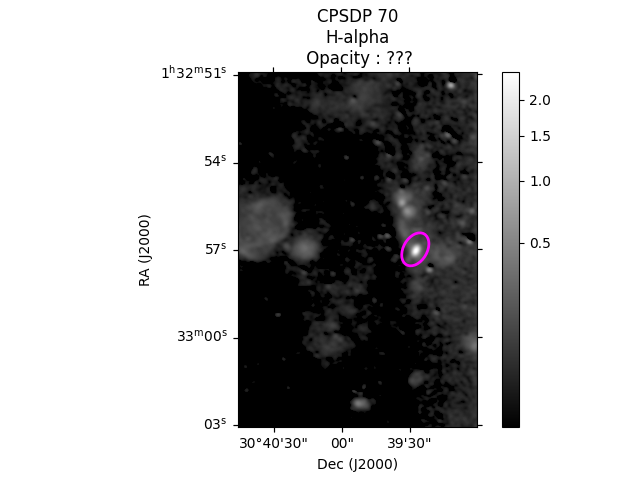 CPSDP 70
H-alpha
Opacity : ???
1ʰ32ᵐ51ˢ
54ˢ
57ˢ
33ᵐ00ˢ
03ˢ
RA (J2000)
30°40'30" 00" 39'30"
Dec (J2000)
2.0
1.5
1.0
0.5